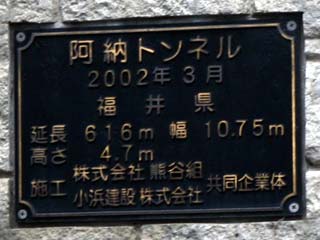 阿納トンネル
2002年3月
福井県
延長 616m 幅 10.75m
高さ 4.7m
施工 株式会社 熊谷組
小浜建設 株式会社 共同企業体